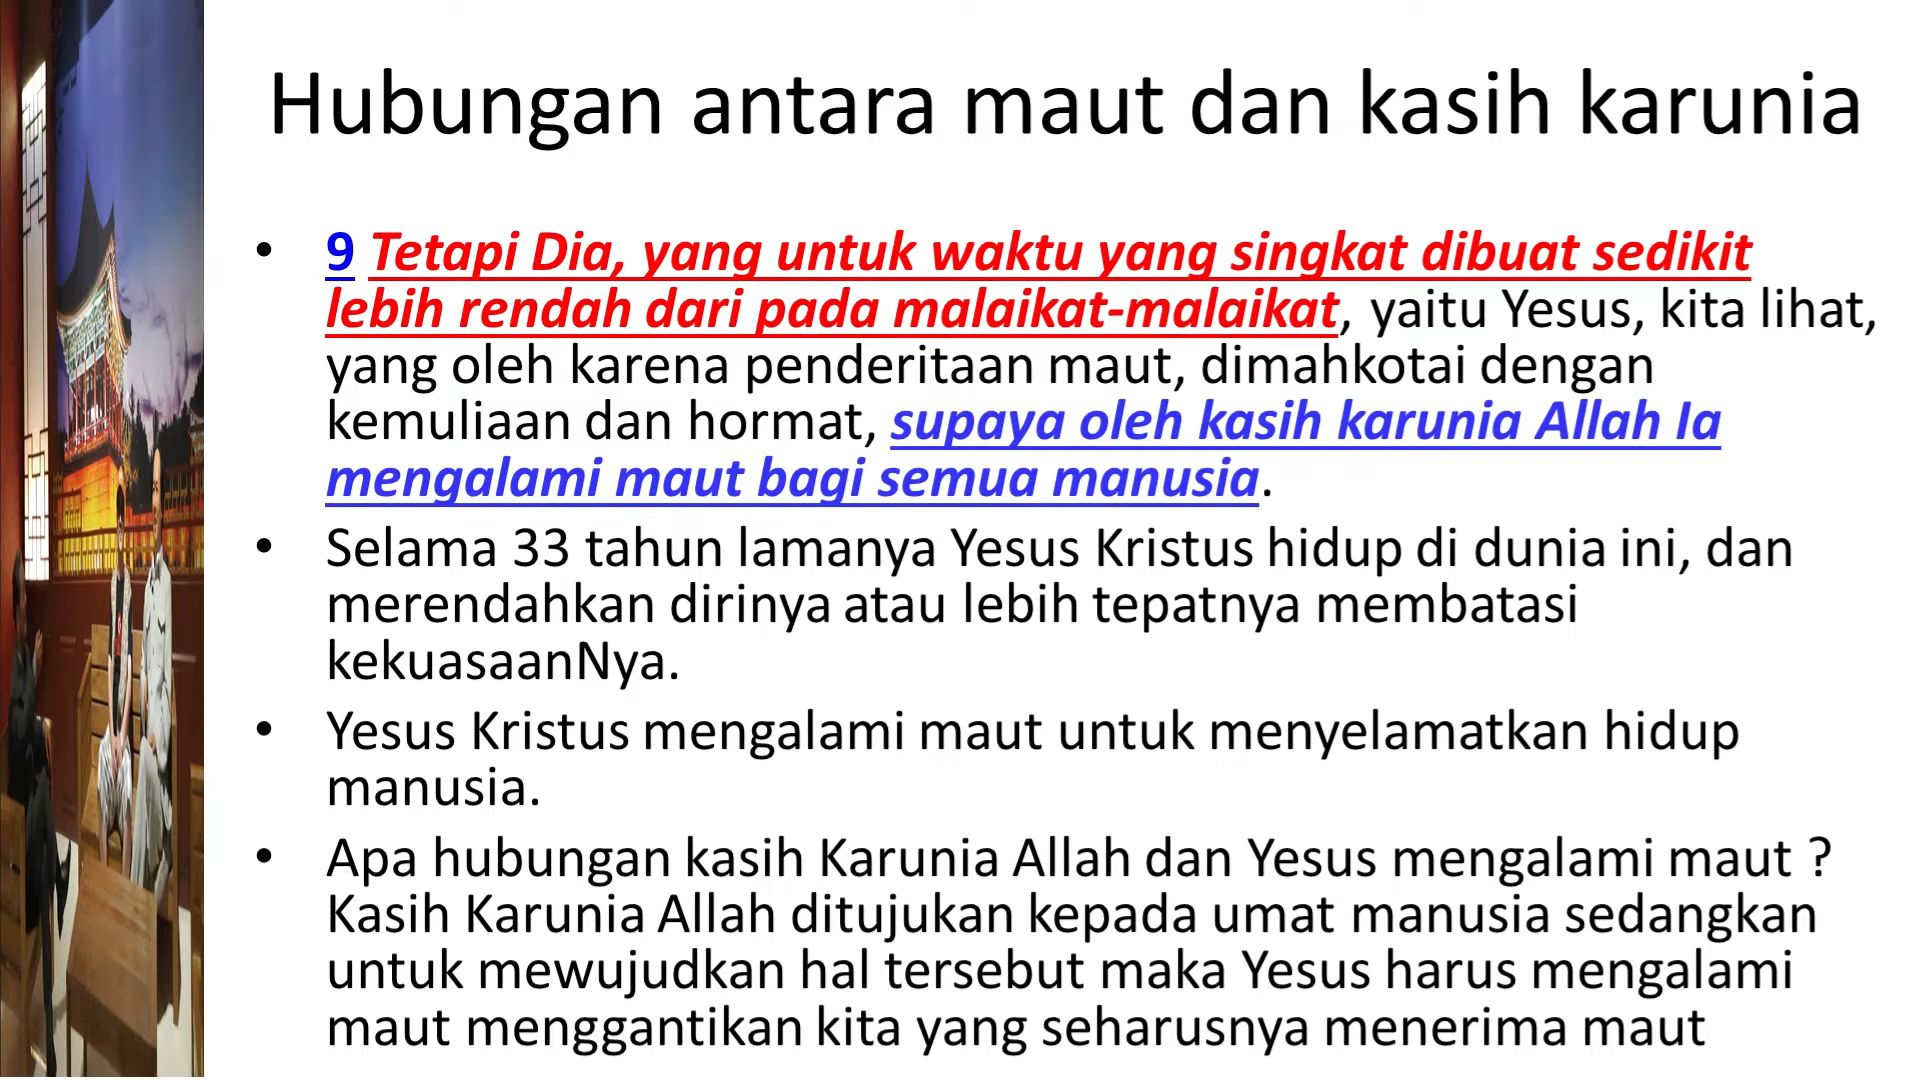 Hubungan antara maut dan kasih karunia
• 9 Tetapi Dia, yang untuk waktu yang singkat dibuat sedikit
lebih rendah dari pada malaikat-malaikat, yaitu Yesus, kita lihat,
yang oleh karena penderitaan maut, dimahkotai dengan
kemuliaan dan hormat, supaya oleh kasih karunia Allah Ia
mengalami maut bagi semua manusia.
• Selama 33 tahun lamanya Yesus Kristus hidup di dunia ini, dan
merendahkan dirinya atau lebih tepatnya membatasi
kekuasaanNya.
• Yesus Kristus mengalami maut untuk menyelamatkan hidup
manusia.
• Apa hubungan kasih Karunia Allah dan Yesus mengalami maut ?
Kasih Karunia Allah ditujukan kepada umat manusia sedangkan
untuk mewujudkan hal tersebut maka Yesus harus mengalami
maut menggantikan kita yang seharusnya menerima maut